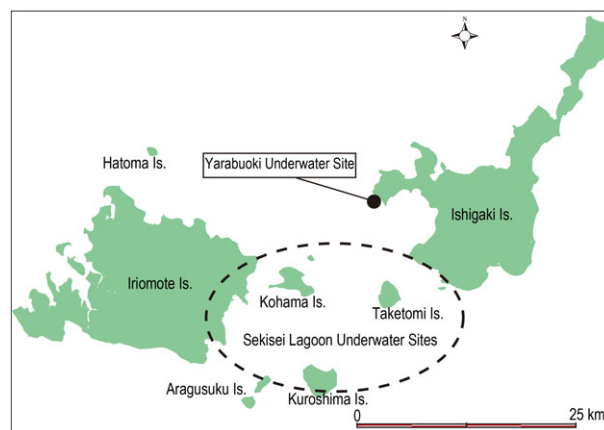 N
Hatoma Is.
Yarabuoki Underwater Site
Ishigaki Is.
Iriomote Is.
Kohama Is.
Taketomi Is.
Sekisei Lagoon Underwater Sites
Aragusuku Is.
Kuroshima Is.
0 25 km